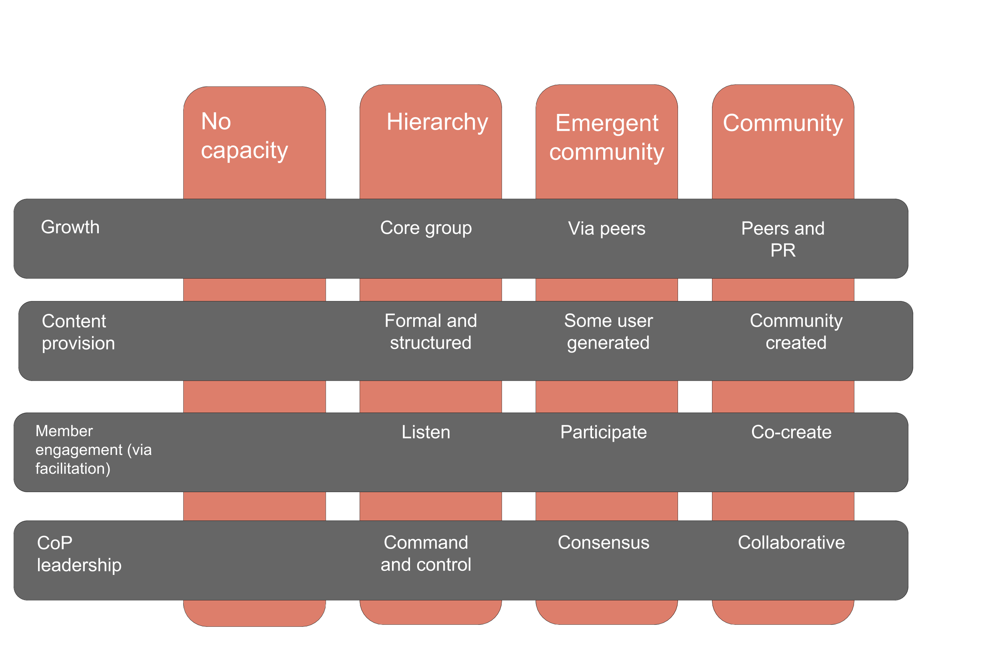 No
capacity
Hierarchy
Emergent
community
Community
Growth
Core group
Via peers
Peers and
PR
Content
provision
Formal and
structured
Some user
generated
Community
created
Member
engagement (via
facilitation)
Listen
Participate
Co-create
CoP
leadership
Command
and control
Consensus
Collaborative